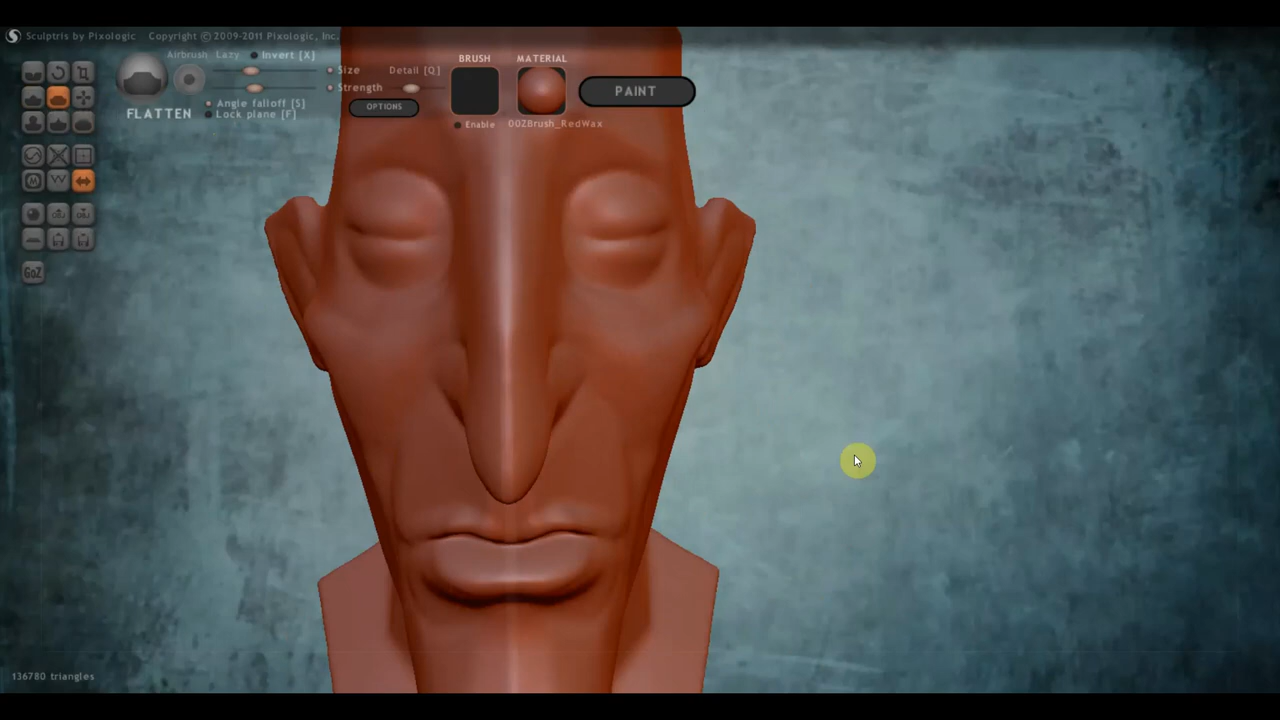 Sculptris by Pixologic Copyright © 2009-2011 Pixologic, Inc.
Airbrush Lazy Invert [X]
BRUSH
MATERIAL
Size
Detail [Q]
Strength
PAINT
Angle falloff [S]
OPTIONS
FLATTEN
Lock plane [F]
Enable
00ZBrush_RedWax
GoZ
136780 triangles